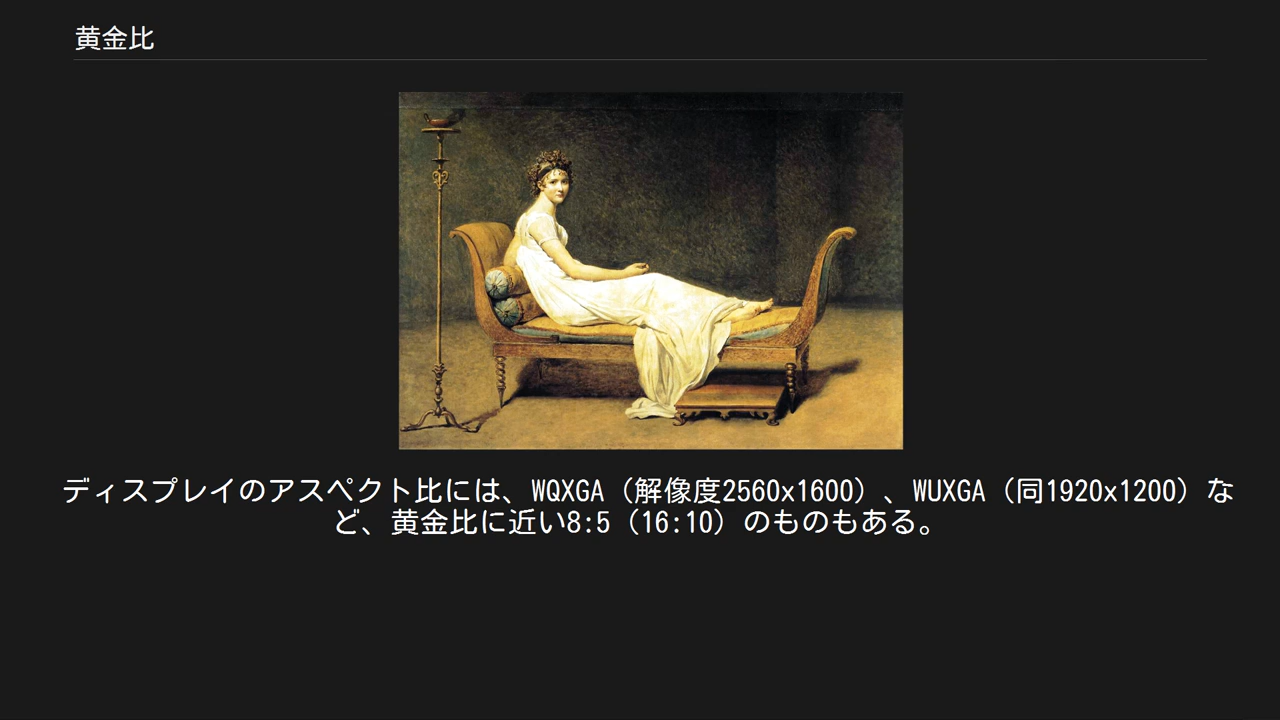 黄金比
ディスプレイのアスペクト比には、WQXGA（解像度2560x1600）、WUXGA（同1920x1200）な
ど、黄金比に近い8:5（16:10）のものもある。